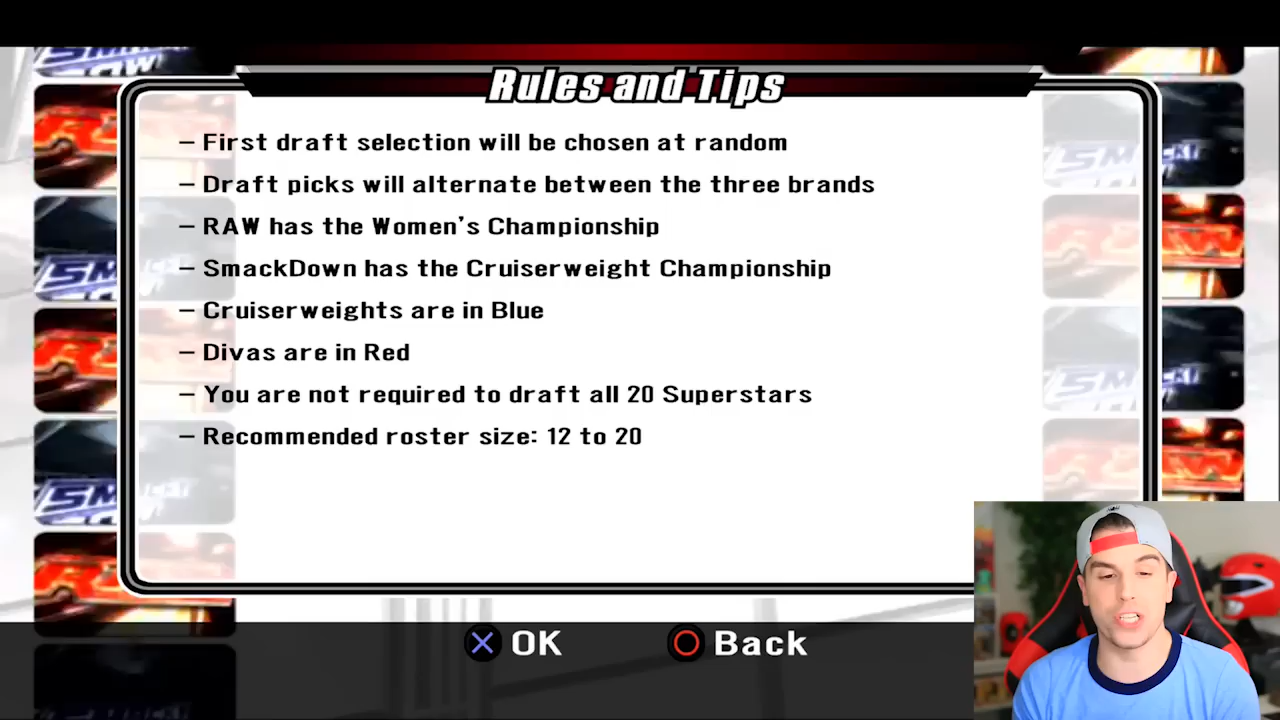 Rules and Tips
– First draft selection will be chosen at random
– Draft picks will alternate between the three brands
– RAW has the Women's Championship
– SmackDown has the Cruiserweight Championship
– Cruiserweights are in Blue
– Divas are in Red
– You are not required to draft all 20 Superstars
– Recommended roster size: 12 to 20
OK Back